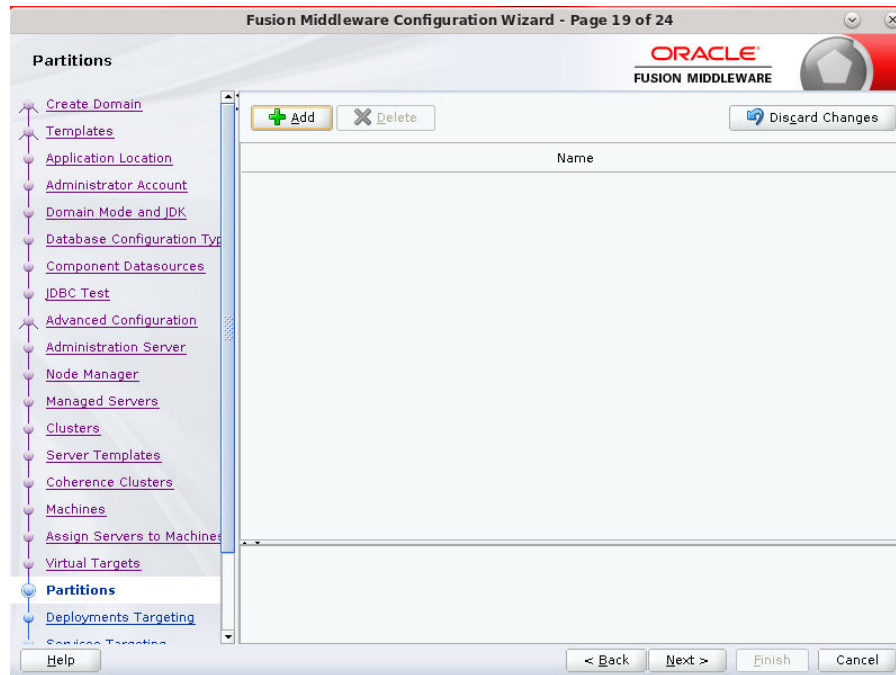 Fusion Middleware Configuration Wizard - Page 19 of 24
Partitions
ORACLE
FUSION MIDDLEWARE
Create Domain
Templates
Application Location
Administrator Account
Domain Mode and JDK
Database Configuration Typ
Component Datasources
JDBC Test
Advanced Configuration
Administration Server
Node Manager
Managed Servers
Clusters
Server Templates
Coherence Clusters
Machines
Assign Servers to Machines
Virtual Targets
Partitions
Deployments Targeting
Services Targeting
Add
Delete
Discard Changes
Name
Help
< Back
Next >
Finish
Cancel